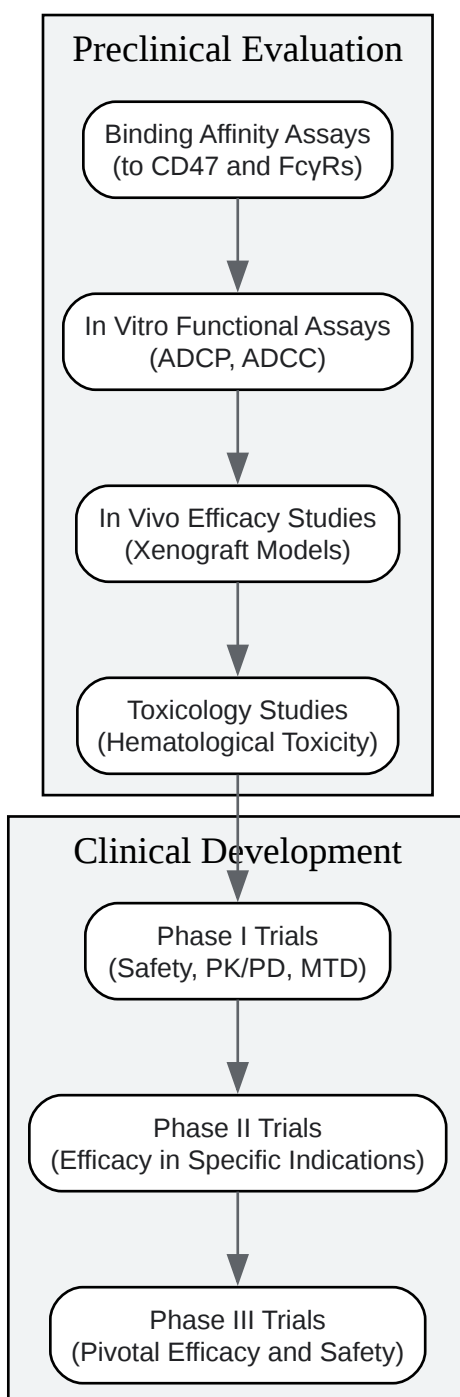 Preclinical Evaluation
Binding Affinity Assays
(to CD47 and FcγRs)
In Vitro Functional Assays
(ADCP, ADCC)
In Vivo Efficacy Studies
(Xenograft Models)
Toxicology Studies
(Hematological Toxicity)
Clinical Development
Phase I Trials
(Safety, PK/PD, MTD)
Phase II Trials
(Efficacy in Specific Indications)
Phase III Trials
(Pivotal Efficacy and Safety)